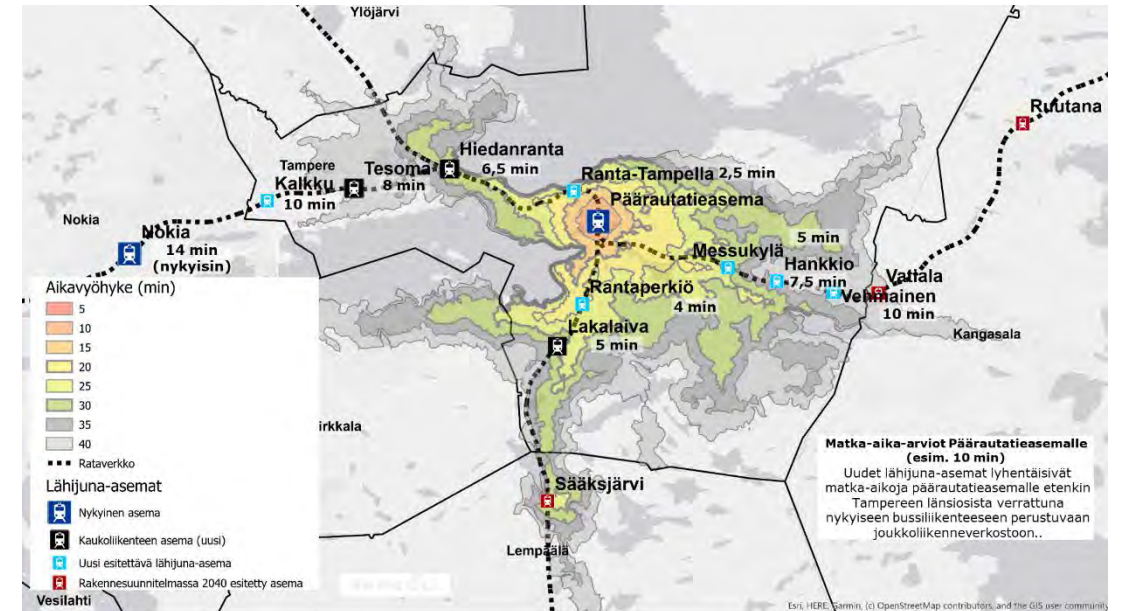 Ylöjärvi
Ruutana
Hiedanranta
6,5 min
Tampere
Tesoma
8 min
Kalkku
10 min
Ranta-Tampella 2,5 min
Päärautatieasema
Nokia
Nokia
14 min
(nykyisin)
5 min
Messukylä
Hankkio
7,5 min
Vattala
Vehmainen
10 min
Rantaperkiö
4 min
Lakalaiva
5 min
Kangasala
Aikavyöhyke (min)
5
10
15
20
25
30
35
40
Rataverkko
Lähijuna-asemat
Nykyinen asema
Kaukoliikenteen asema (uusi)
Uusi esitettävä lähijuna-asema
Rakennesuunnitelmassa 2040 esitetty asema
irkkala
Sääksjärvi
Lempäälä
Vesilahti
Matka-aika-arviot Päärautatieasemalle
(esim. 10 min)
Uudet lähijuna-asemat lyhentäisivät
matka-aikoja päärautatieasemalle etenkin
Tampereen länsiosista verrattuna
nykyiseen bussiliikenteeseen perustuvaan
joukkoliikenneverkostoon..
Esri, HERE, Garmin, (c) OpenStreetMap contributors, and the GIS user community